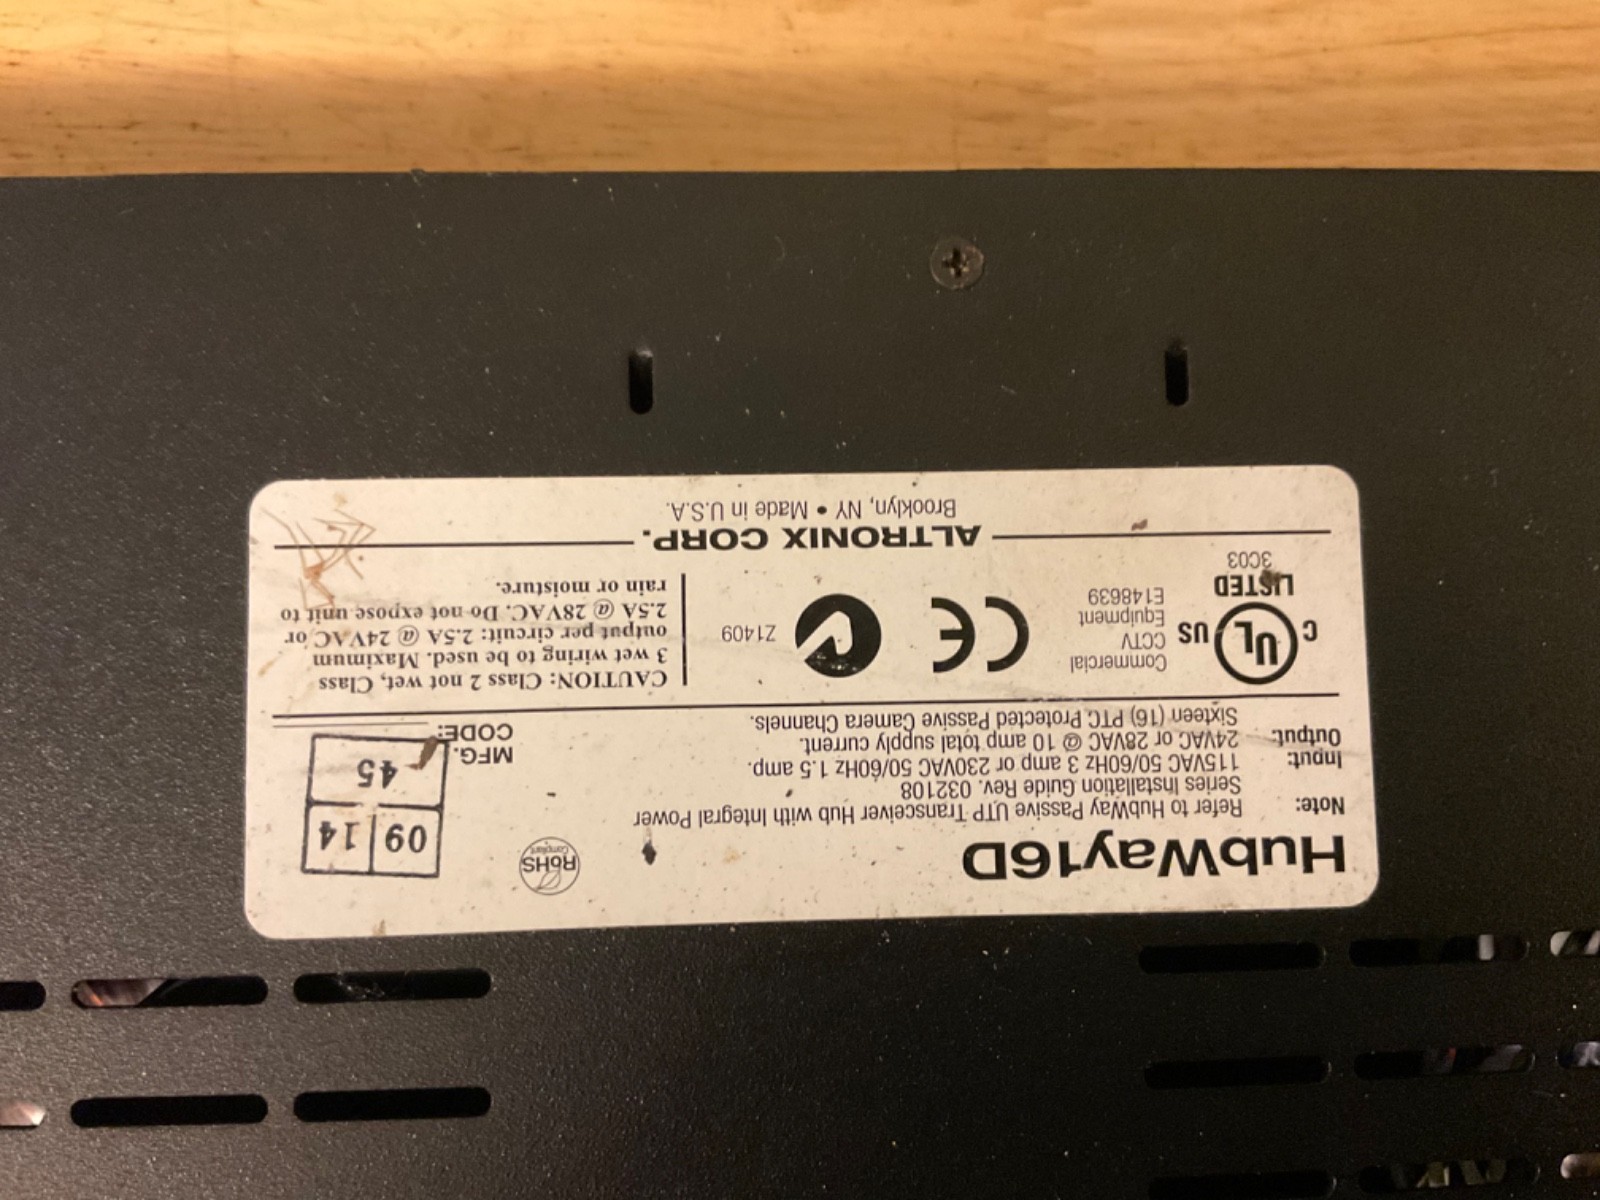 HubWay16D
RoHS
Compliant
09 14
45
MFG.
CODE:
Note: Refer to HubWay Passive UTP Transceiver Hub with Integral Power
Series Installation Guide Rev. 032108
Input: 115VAC 50/60Hz 3 amp or 230VAC 50/60Hz 1.5 amp.
Output: 24VAC or 28VAC @ 10 amp total supply current.
Sixteen (16) PTC Protected Passive Camera Channels.
C UL US
LISTED
3C03
Commercial
CCTV
Equipment
E148639
CE
Z1409
CAUTION: Class 2 not wet, Class
3 wet wiring to be used. Maximum
output per circuit: 2.5A @ 24VAC or
2.5A @ 28VAC. Do not expose unit to
rain or moisture.
ALTRONIX CORP.
Brooklyn, NY • Made in U.S.A.